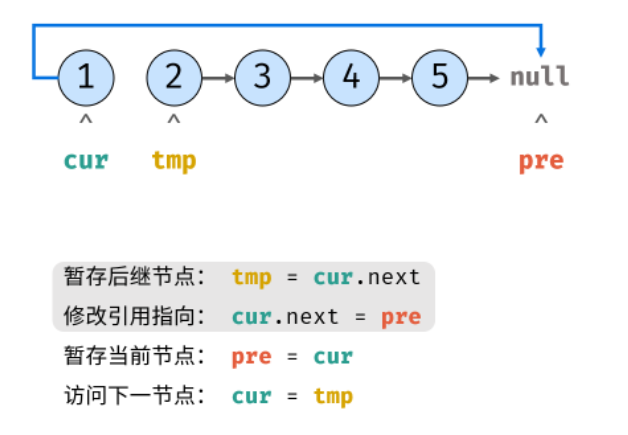 1 2 3 4 5 null
^ ^ ^
cur tmp pre
暂存后继节点： tmp = cur.next
修改引用指向： cur.next = pre
暂存当前节点： pre = cur
访问下一节点： cur = tmp